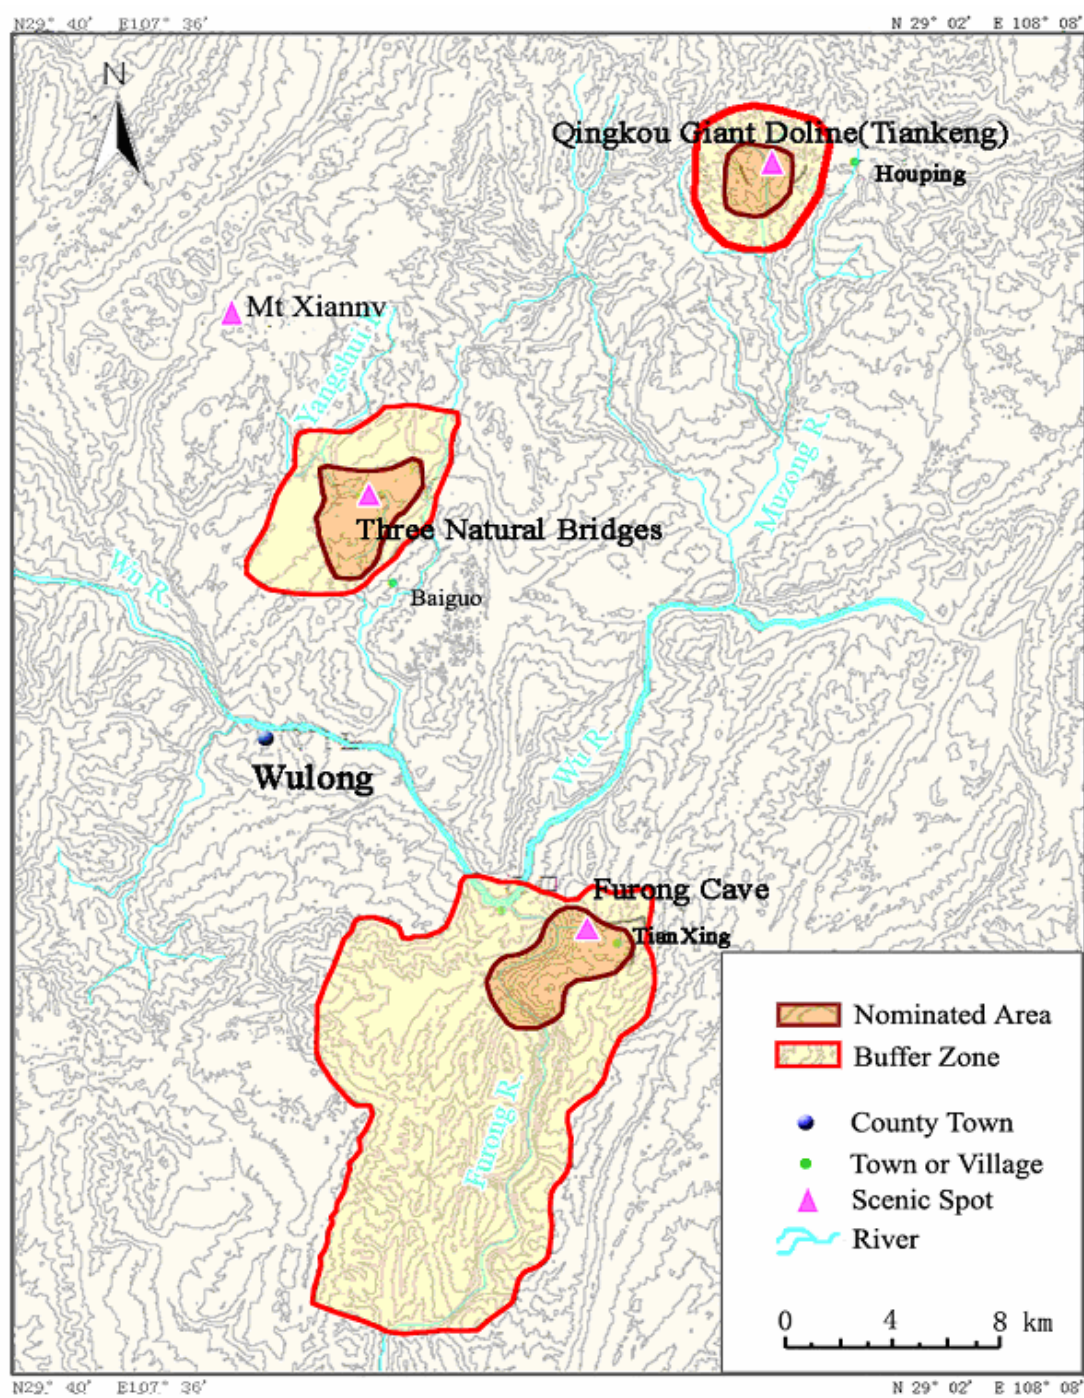 N29° 40′ E107° 36′
N 29° 02′ E 108° 08′
N
Qingkou Giant Doline(Tiankeng)
Houping
Mt Xiannv
Yangshui R.
Muzong R.
Three Natural Bridges
Wu R.
Baiguo
Wu R.
Wulong
Furong Cave
TianXing
Furong R.
Nominated Area
Buffer Zone
County Town
Town or Village
Scenic Spot
River
0 4 8 km
N29° 40′ E107° 36′
N 29° 02′ E 108° 08′